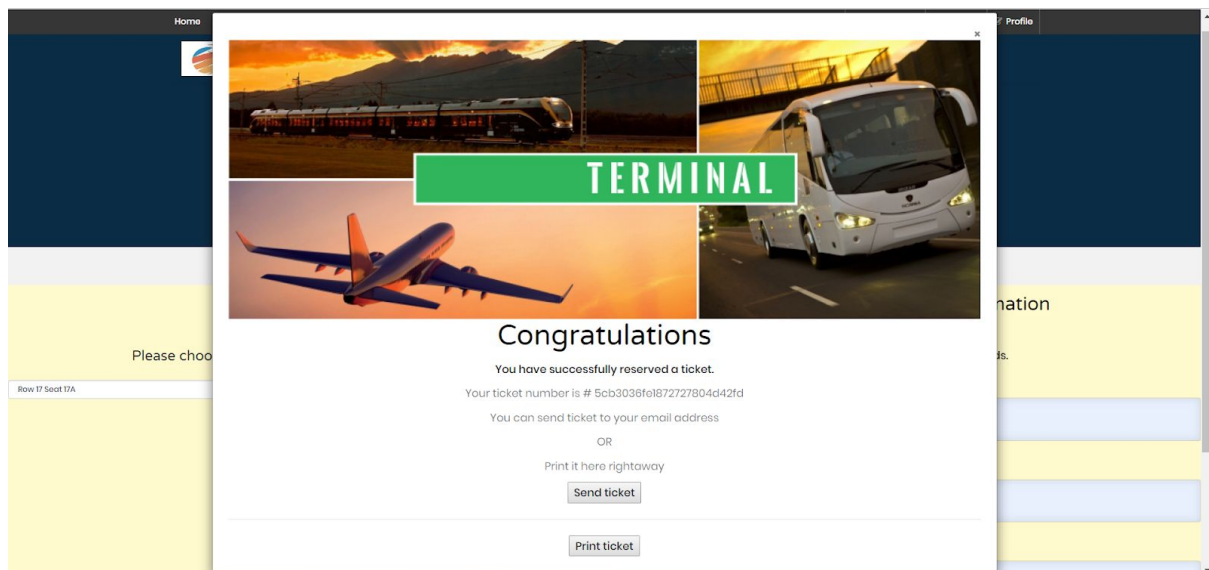 Home
Profile
TERMINAL
Congratulations
You have successfully reserved a ticket.
Your ticket number is # 5cb3036fe1872727804d42fd
You can send ticket to your email address
OR
Print it here rightaway
Send ticket
Print ticket
Please choo
Row 17 Seat 17A
mation
ds.